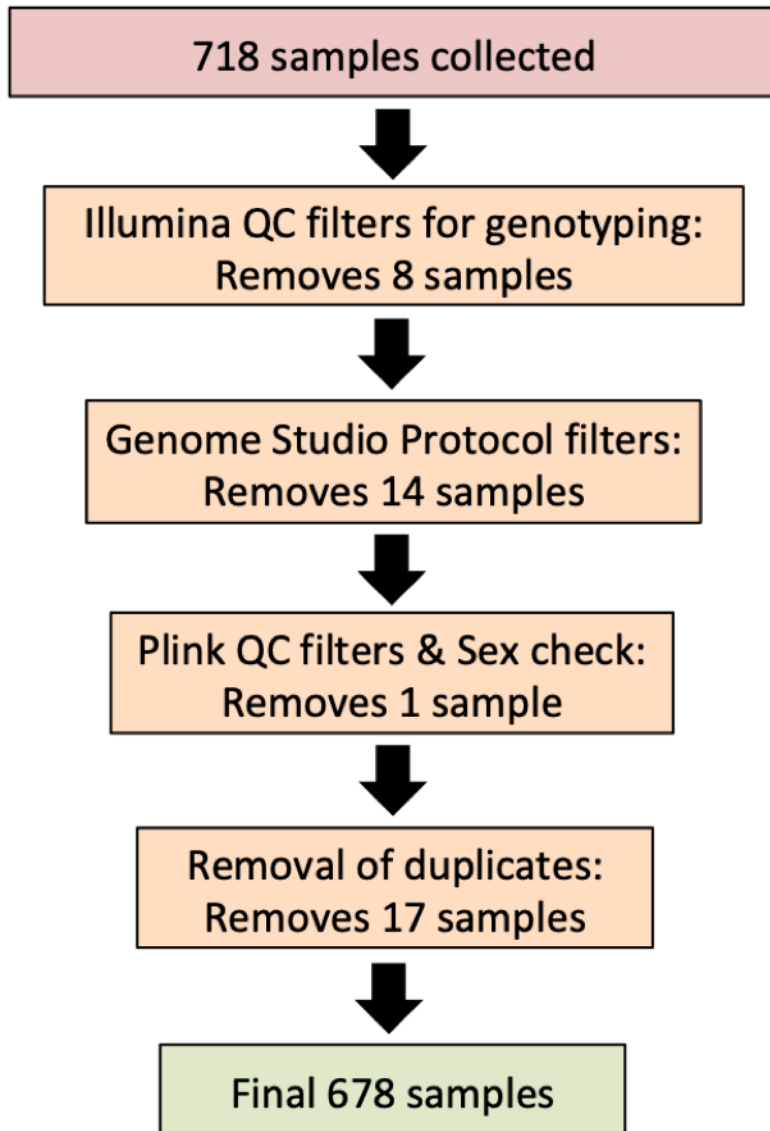 718 samples collected
Illumina QC filters for genotyping:
Removes 8 samples
Genome Studio Protocol filters:
Removes 14 samples
Plink QC filters & Sex check:
Removes 1 sample
Removal of duplicates:
Removes 17 samples
Final 678 samples